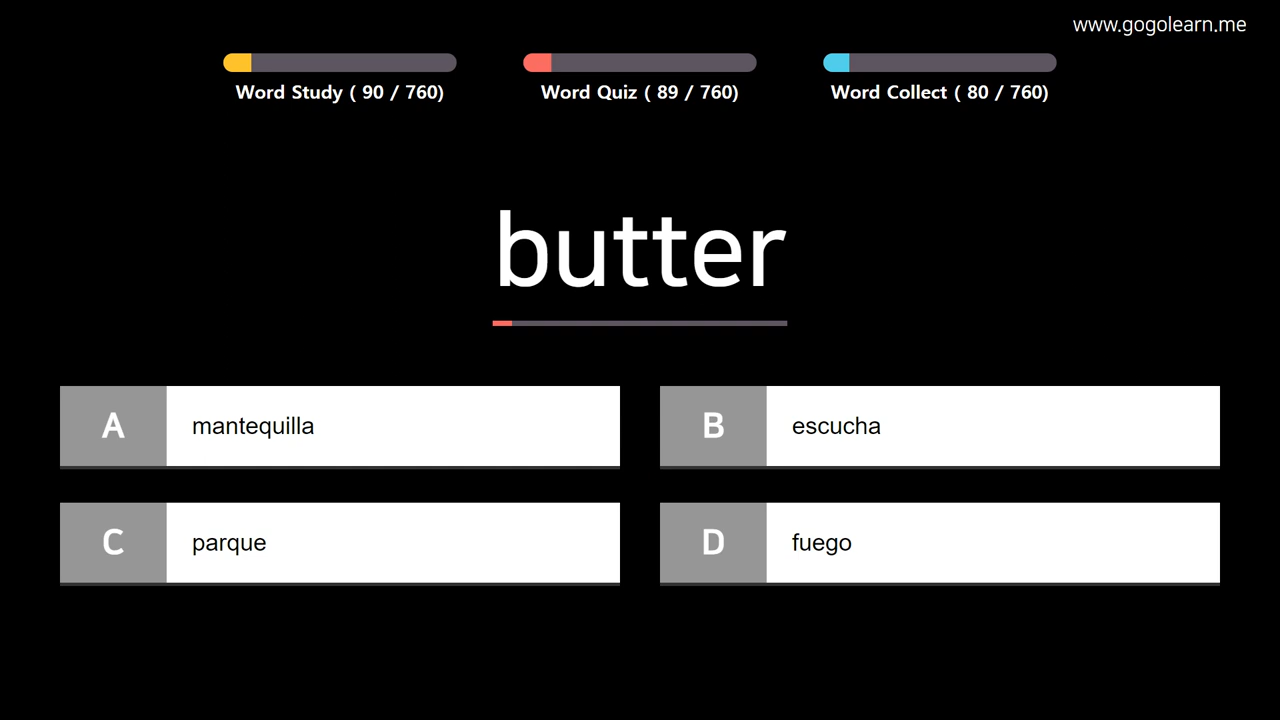 www.gogolearn.me
Word Study ( 90 / 760)
Word Quiz ( 89 / 760)
Word Collect ( 80 / 760)
butter
A mantequilla
B escucha
C parque
D fuego